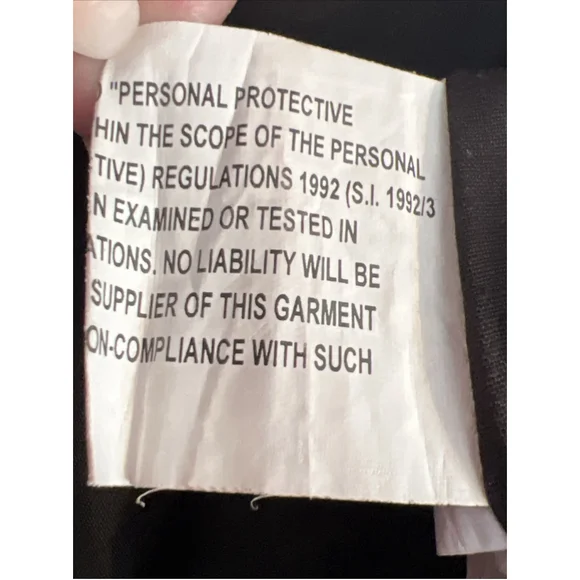 "PERSONAL PROTECTIVE
HIN THE SCOPE OF THE PERSONAL
TIVE) REGULATIONS 1992 (S.I. 1992/3
N EXAMINED OR TESTED IN
ATIONS. NO LIABILITY WILL BE
SUPPLIER OF THIS GARMENT
ON-COMPLIANCE WITH SUCH